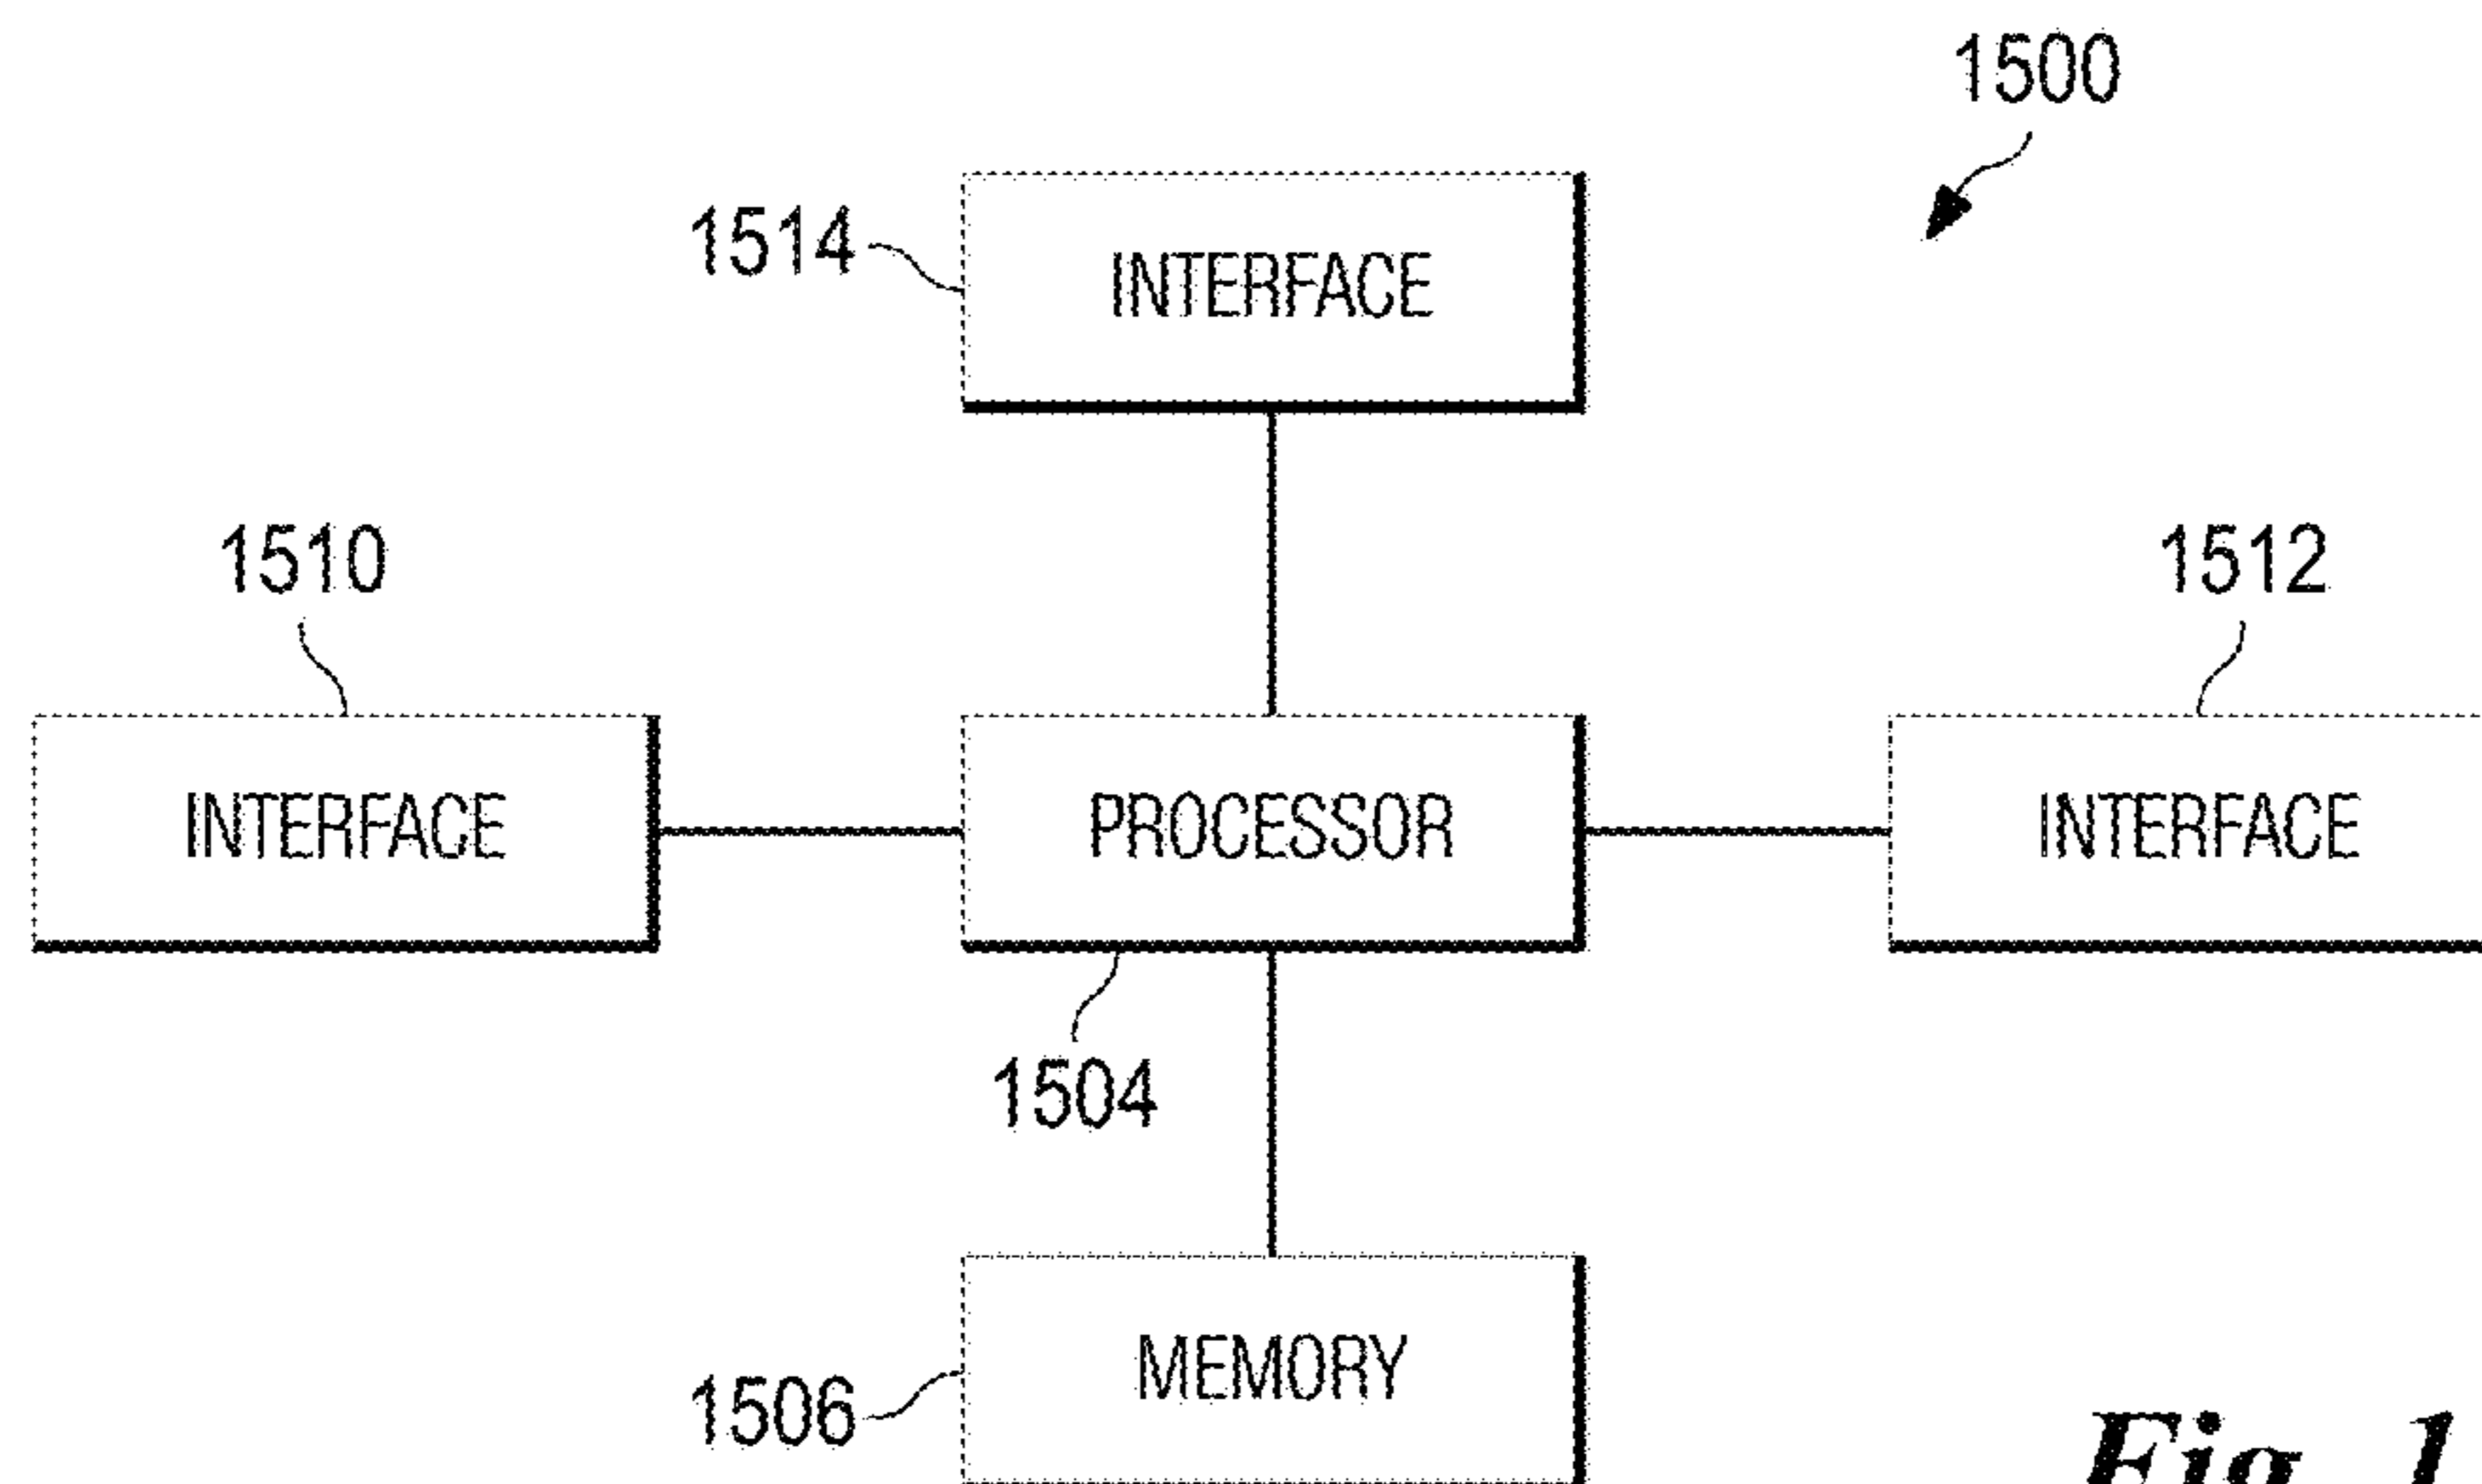 1500
1514
INTERFACE
1510
1512
INTERFACE
PROCESSOR
INTERFACE
1504
MEMORY
1506